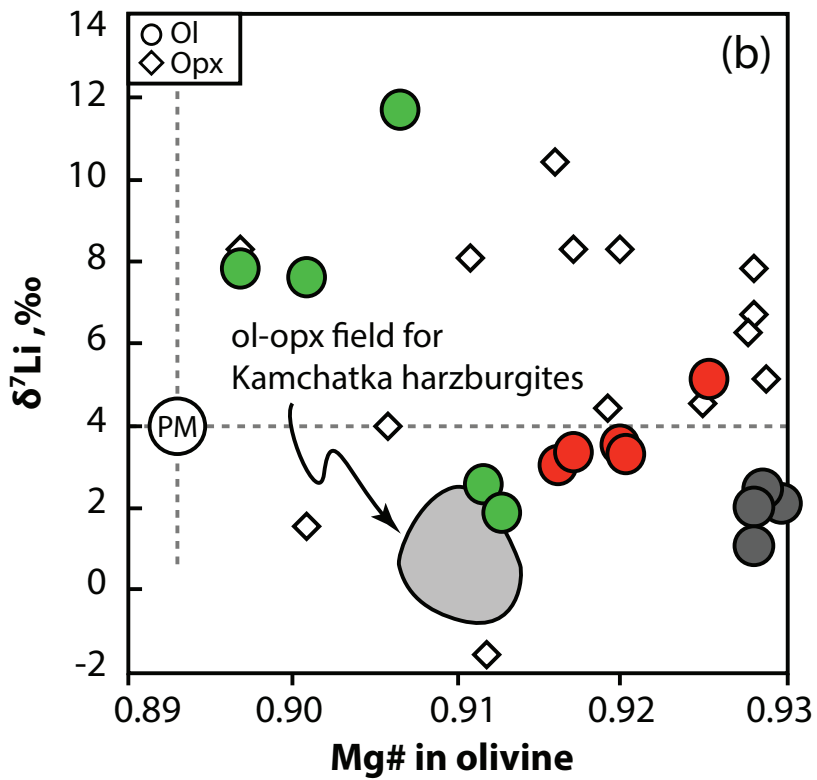 14
12
10
8
6
4
2
0
-2
δ⁷Li ,‰
Ol
Opx
(b)
ol-opx field for
Kamchatka harzburgites
PM
0.89
0.90
0.91
0.92
0.93
Mg# in olivine